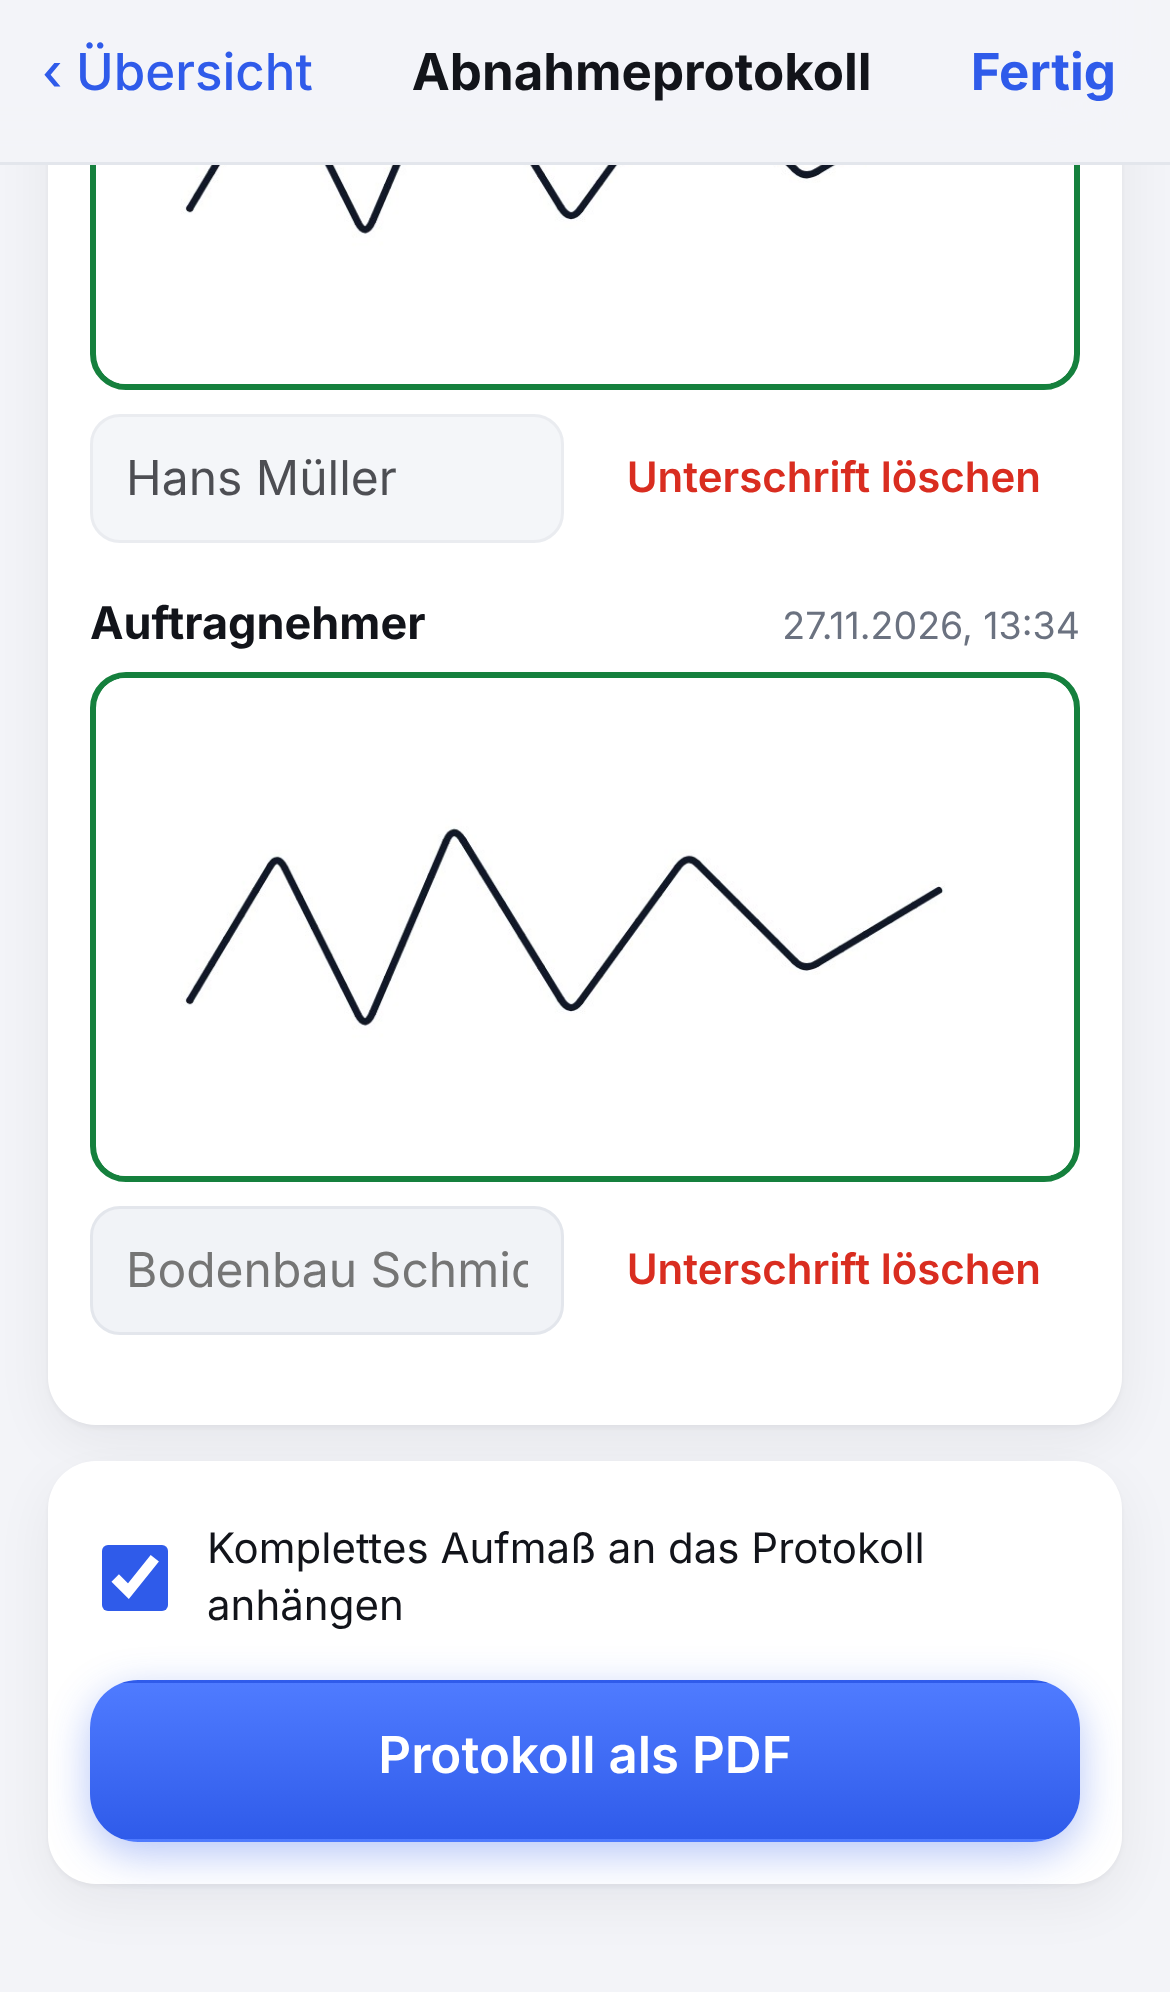 ‹ Übersicht Abnahmeprotokoll Fertig
Hans Müller Unterschrift löschen
Auftragnehmer 27.11.2026, 13:34
Bodenbau Unterschrift löschen
Komplettes Aufmaß an das Protokoll
anhängen
Protokoll als PDF